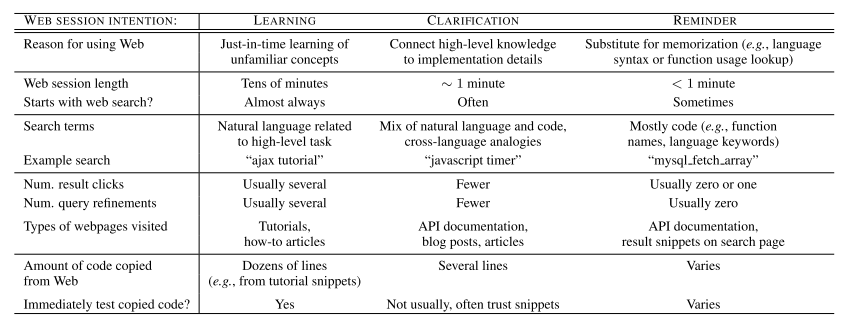 WEB SESSION INTENTION: LEARNING CLARIFICATION REMINDER
Reason for using Web Just-in-time learning of Connect high-level knowledge Substitute for memorization (e.g., language
unfamiliar concepts to implementation details syntax or function usage lookup)
Web session length Tens of minutes ∼ 1 minute < 1 minute
Starts with web search? Almost always Often Sometimes
Search terms Natural language related Mix of natural language and code, Mostly code (e.g., function
to high-level task cross-language analogies names, language keywords)
Example search “ajax tutorial” “javascript timer” “mysql_fetch_array”
Num. result clicks Usually several Fewer Usually zero or one
Num. query refinements Usually several Fewer Usually zero
Types of webpages visited Tutorials, API documentation, API documentation,
how-to articles blog posts, articles result snippets on search page
Amount of code copied Dozens of lines Several lines Varies
from Web (e.g., from tutorial snippets)
Immediately test copied code? Yes Not usually, often trust snippets Varies